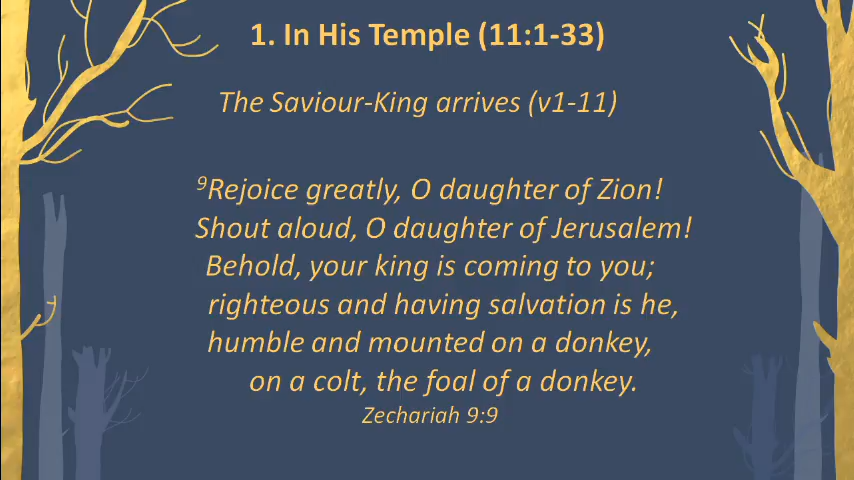 1. In His Temple (11:1-33)
The Saviour-King arrives (v1-11)
⁹Rejoice greatly, O daughter of Zion!
Shout aloud, O daughter of Jerusalem!
Behold, your king is coming to you;
righteous and having salvation is he,
humble and mounted on a donkey,
on a colt, the foal of a donkey.
Zechariah 9:9